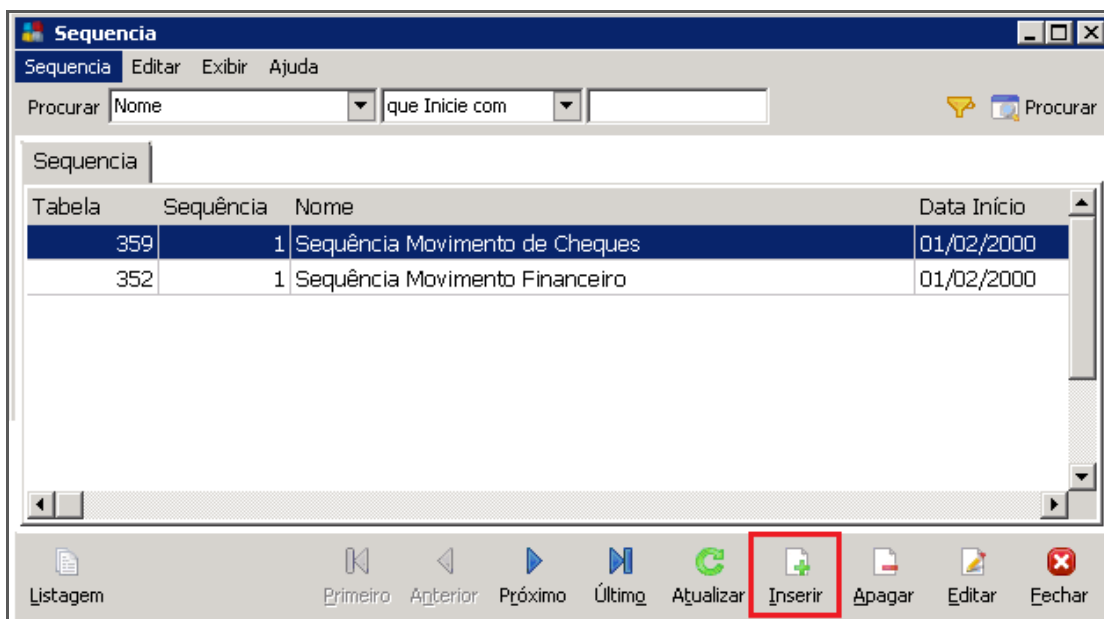 Sequencia
Sequencia Editar Exibir Ajuda
Procurar Nome que Inicie com Procurar
Sequencia
Tabela Sequência Nome Data Início
359 1 Sequência Movimento de Cheques 01/02/2000
352 1 Sequência Movimento Financeiro 01/02/2000
Listagem Primeiro Anterior Próximo Último Atualizar Inserir Apagar Editar Fechar